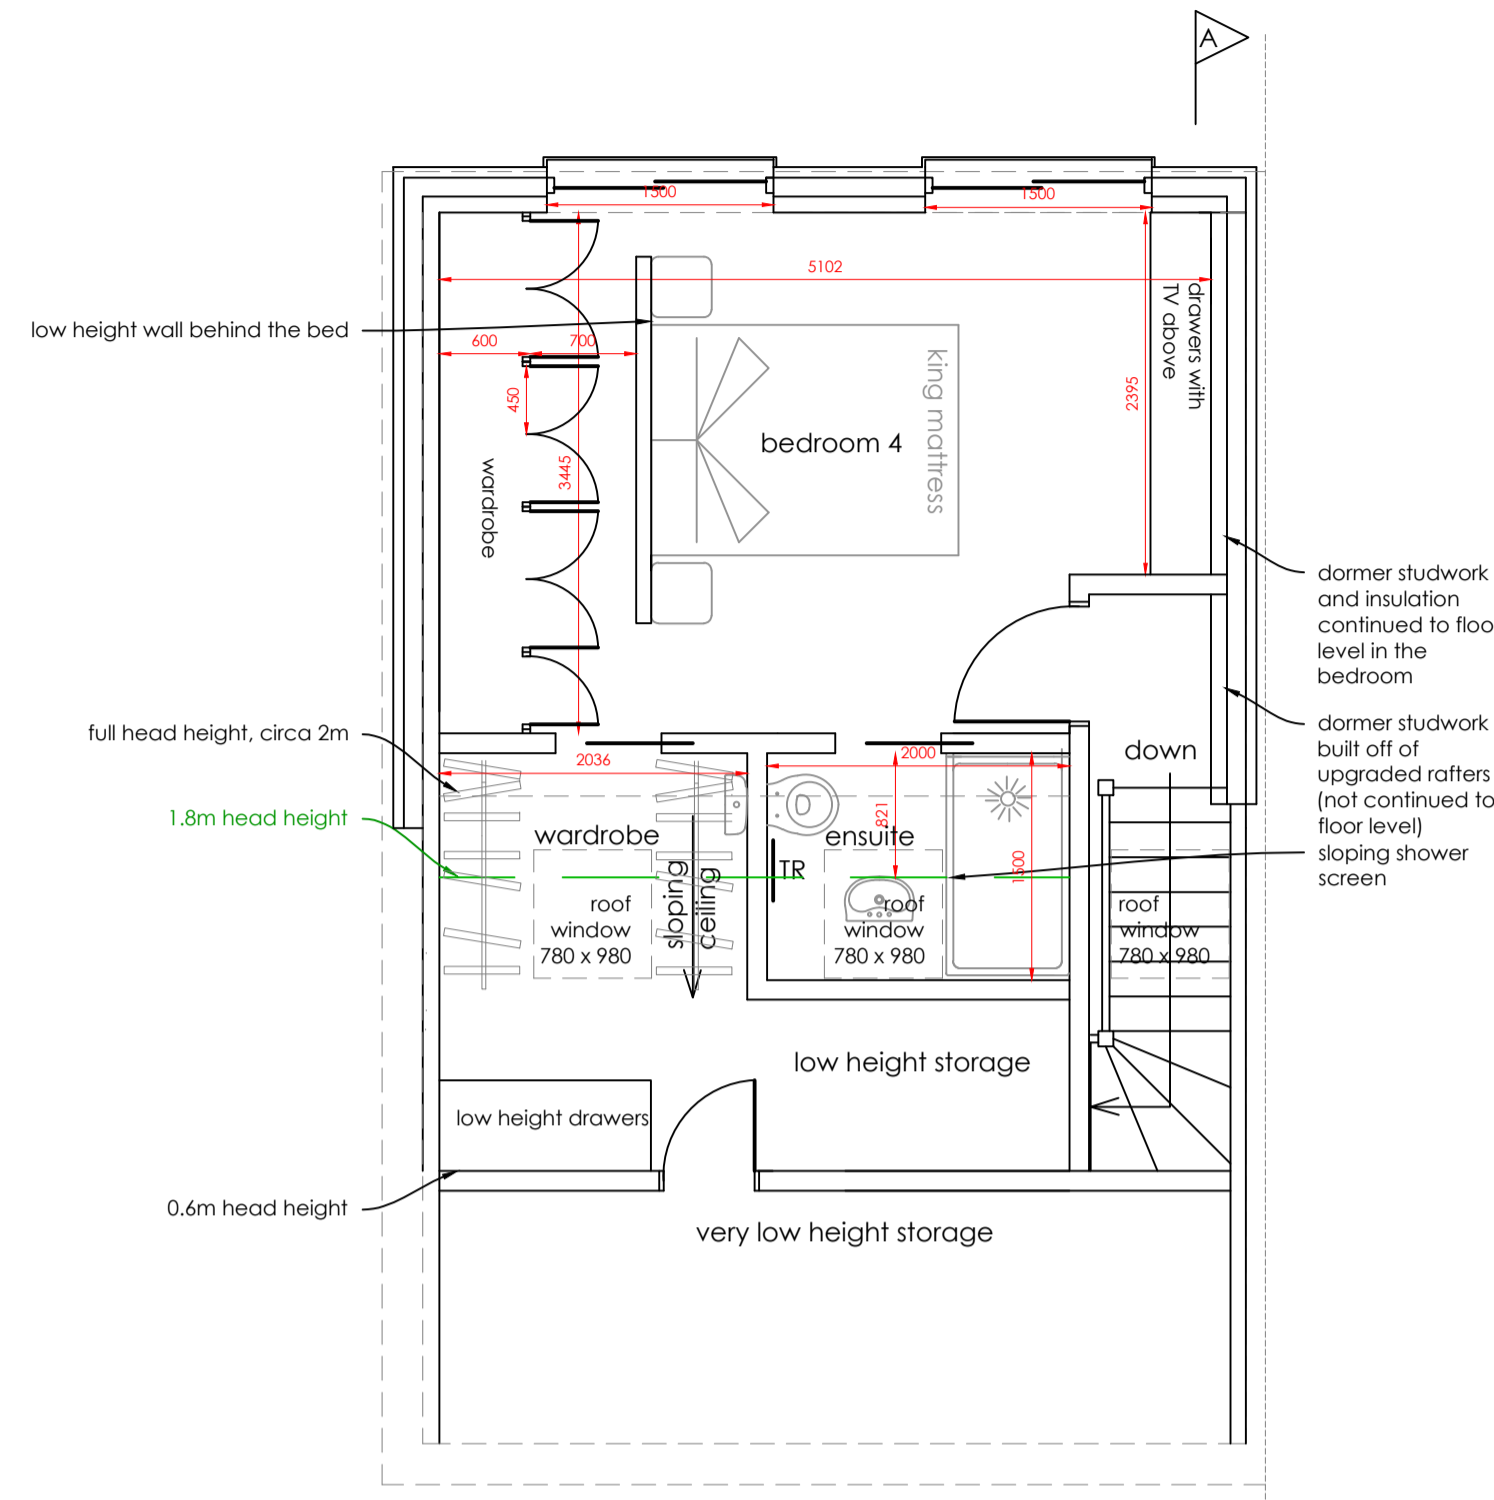 A
1500
1500
5102
low height wall behind the bed
600
700
450
3445
2395
drawers with
TV above
king mattress
bedroom 4
wardrobe
dormer studwork
and insulation
continued to floo
level in the
bedroom
full head height, circa 2m
1.8m head height
dormer studwork
built off of
upgraded rafters
(not continued to
floor level)
sloping shower
screen
down
2036
2000
821
1500
wardrobe
ensuite
TR
sloping
ceiling
roof
window
780 x 980
roof
window
780 x 980
roof
window
780 x 980
low height storage
low height drawers
0.6m head height
very low height storage